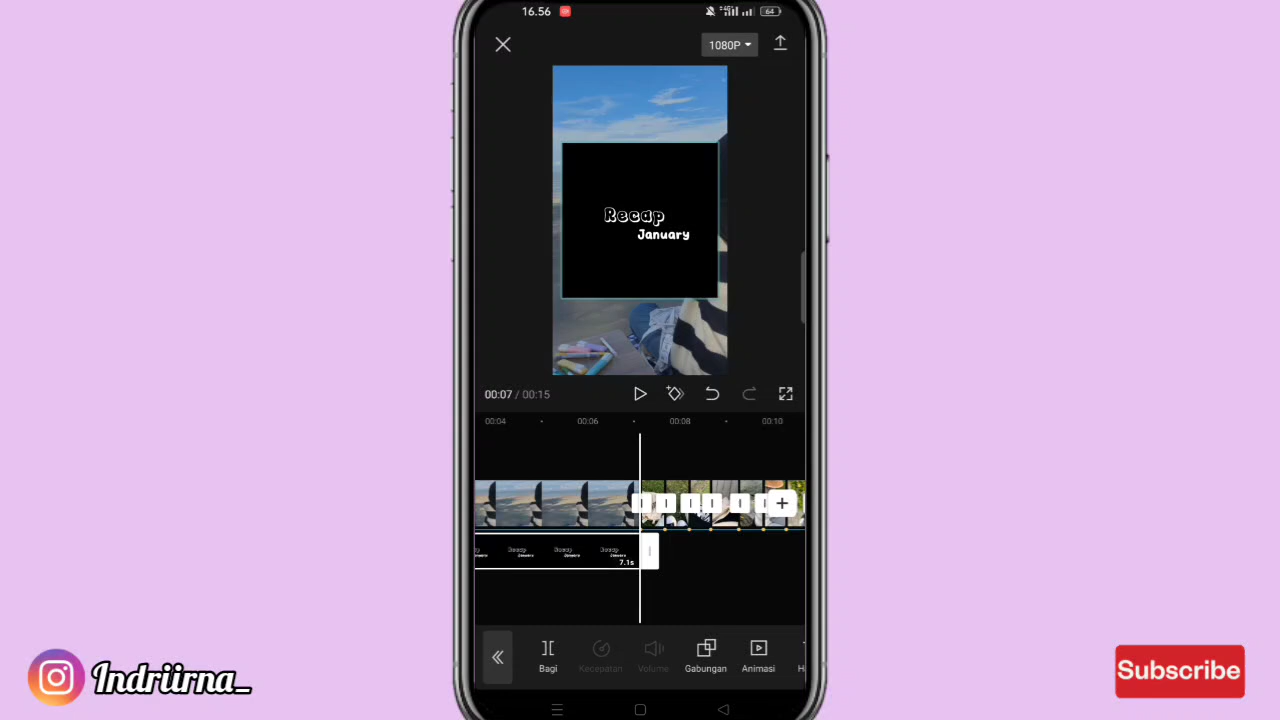 16.56
64
1080P
Recap
January
00:07 / 00:15
00:04
00:06
00:08
00:10
7.1s
Bagi
Kecepatan
Volume
Gabungan
Animasi
Indriirna_
Subscribe